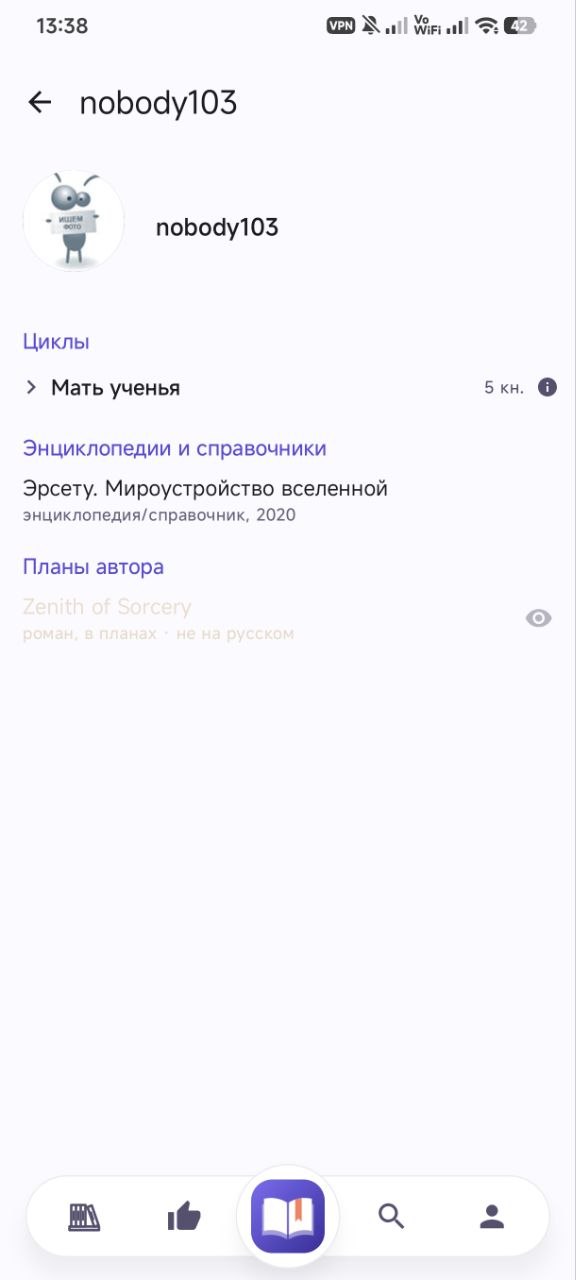 13:38
VPN
Vo
WiFi
42
nobody103
ИШЕМ
ФОТО
nobody103
Циклы
Мать ученья
5 кн.
Энциклопедии и справочники
Эрсету. Мироустройство вселенной
энциклопедия/справочник, 2020
Планы автора
Zenith of Sorcery
роман, в планах · не на русском